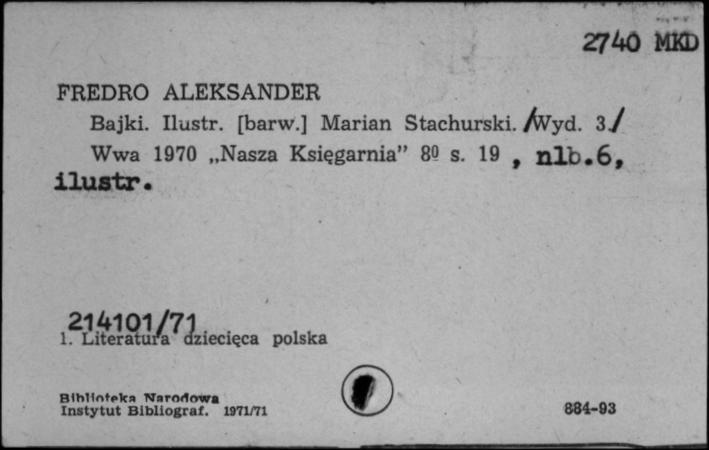 2740 MKD
FREDRO ALEKSANDER
Bajki. Ilustr. [barw.] Marian Stachurski. /Wyd. 3./
Wwa 1970 „Nasza Księgarnia” 8º s. 19 , nlb.6,
ilustr.
214101/71
1. Literatura dziecięca polska
Biblioteka Narodowa
Instytut Bibliograf. 1971/71
884-93